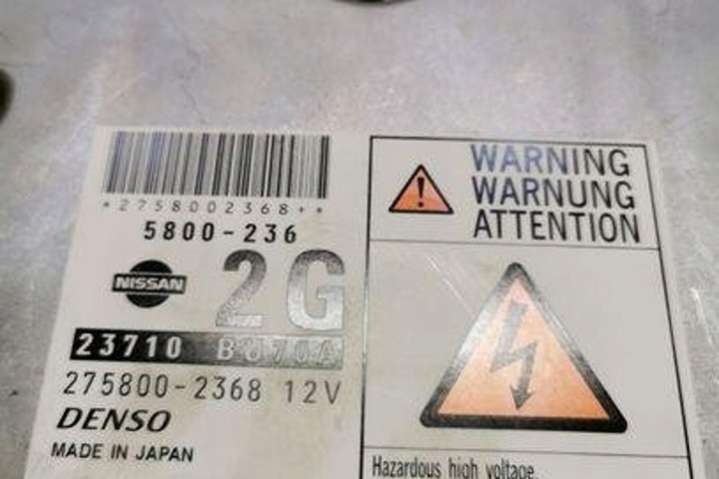 *2758002368**
5800-236
NISSAN
2G
23710
275800-2368 12V
DENSO
MADE IN JAPAN
WARNING
WARNUNG
ATTENTION
Hazardous high voltage.